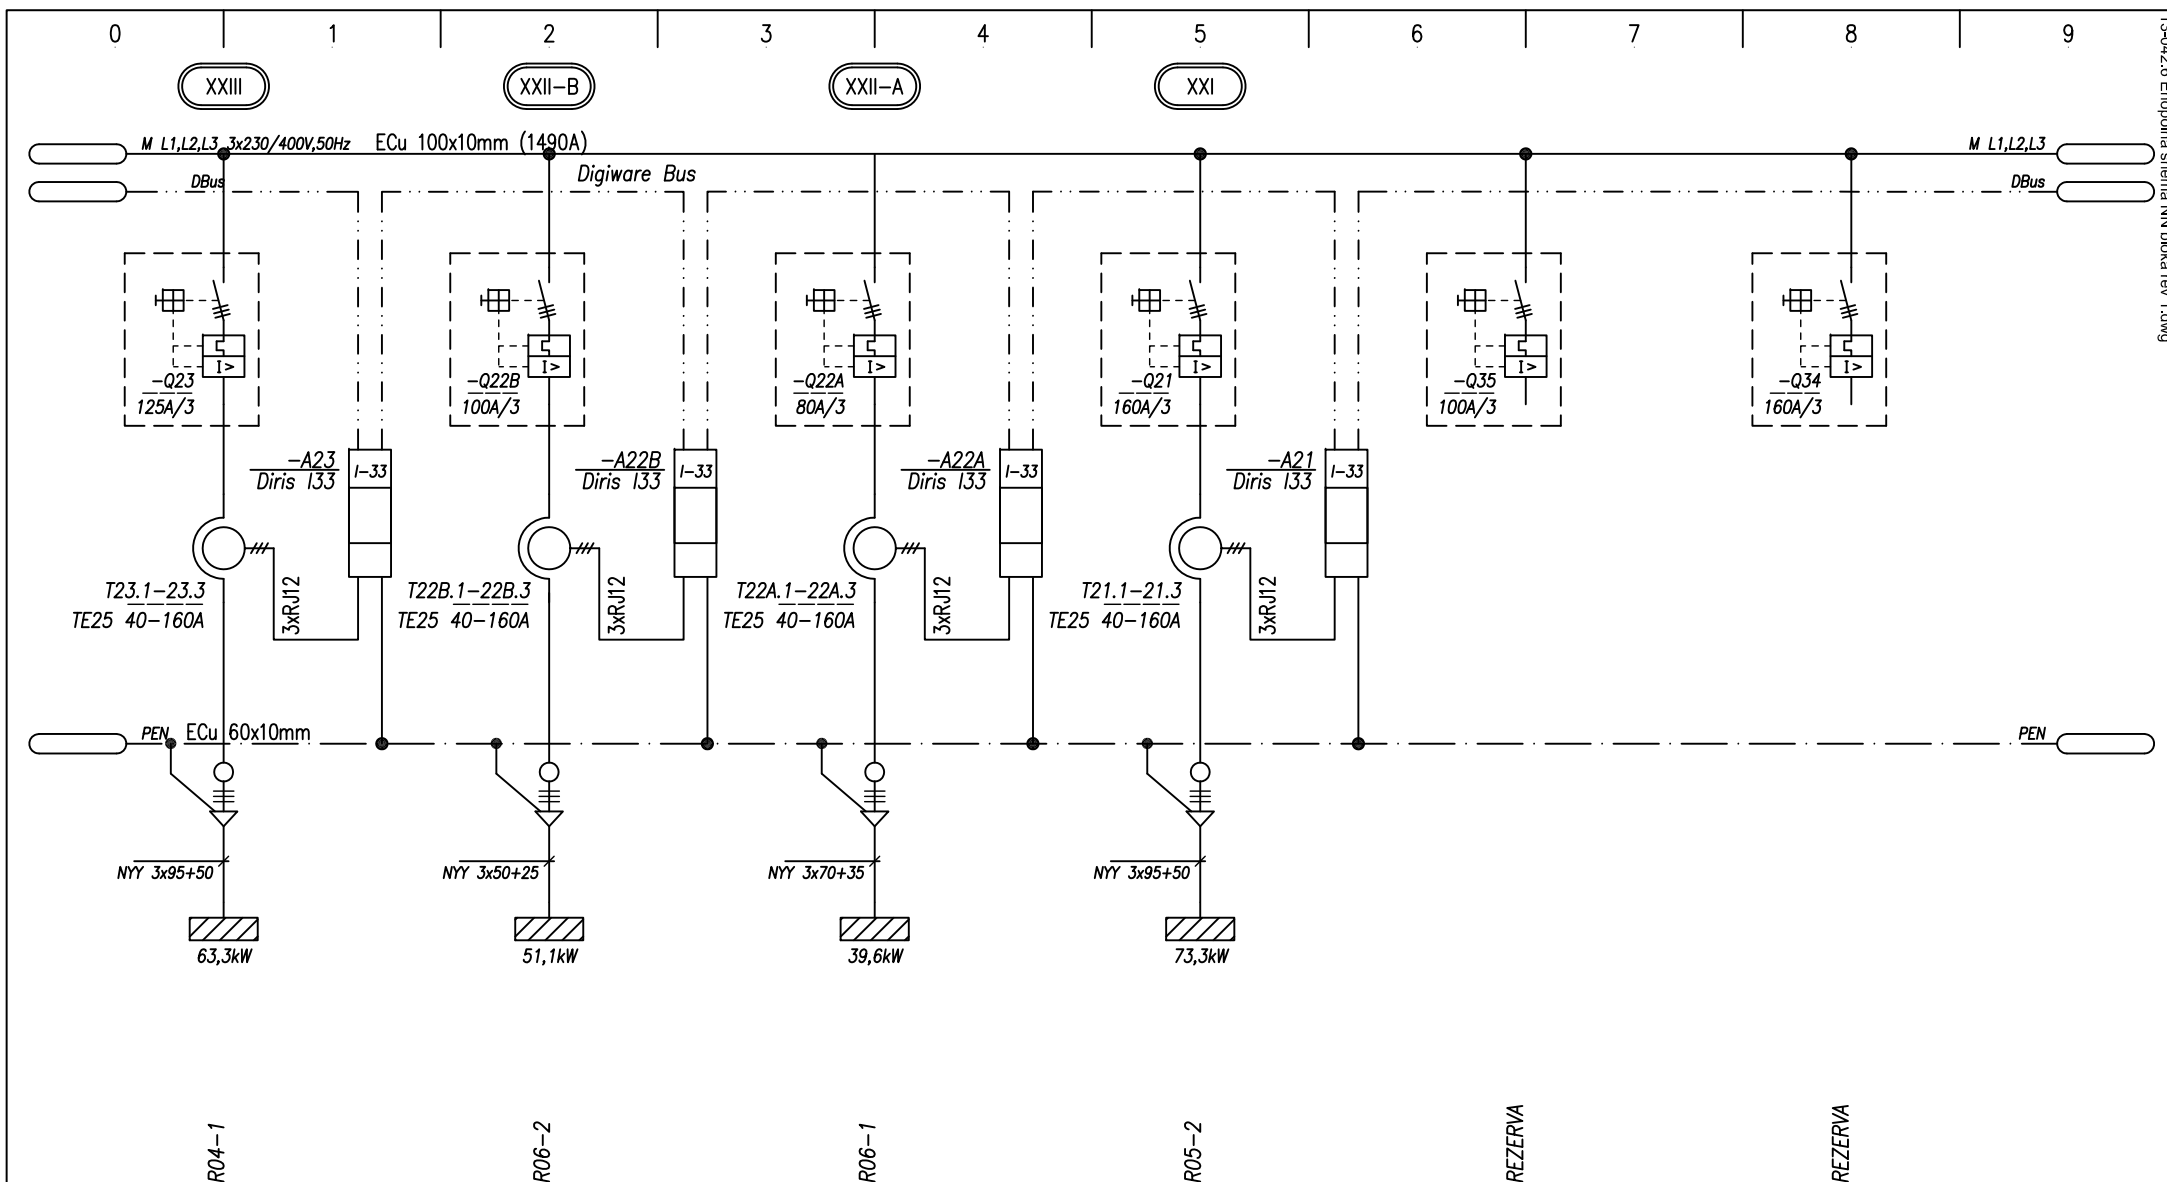 0 1 2 3 4 5 6 7 8 9
XXIII
XXII-B
XXII-A
XXI
M L1,L2,L3 3x230/400V,50Hz
ECu 100x10mm (1490A)
M L1,L2,L3
DBus
Digiware Bus
DBus
-Q23
125A/3
I>
-Q22B
100A/3
I>
-Q22A
80A/3
I>
-Q21
160A/3
I>
-Q35
100A/3
I>
-Q34
160A/3
I>
-A23
Diris I33
I-33
-A22B
Diris I33
I-33
-A22A
Diris I33
I-33
-A21
Diris I33
I-33
T23.1-23.3
TE25 40-160A
3xRJ12
T22B.1-22B.3
TE25 40-160A
3xRJ12
T22A.1-22A.3
TE25 40-160A
3xRJ12
T21.1-21.3
TE25 40-160A
3xRJ12
PEN
ECu 60x10mm
PEN
NYY 3x95+50
NYY 3x50+25
NYY 3x70+35
NYY 3x95+50
63,3kW
51,1kW
39,6kW
73,3kW
R04-1
R06-2
R06-1
R05-2
REZERVA
REZERVA